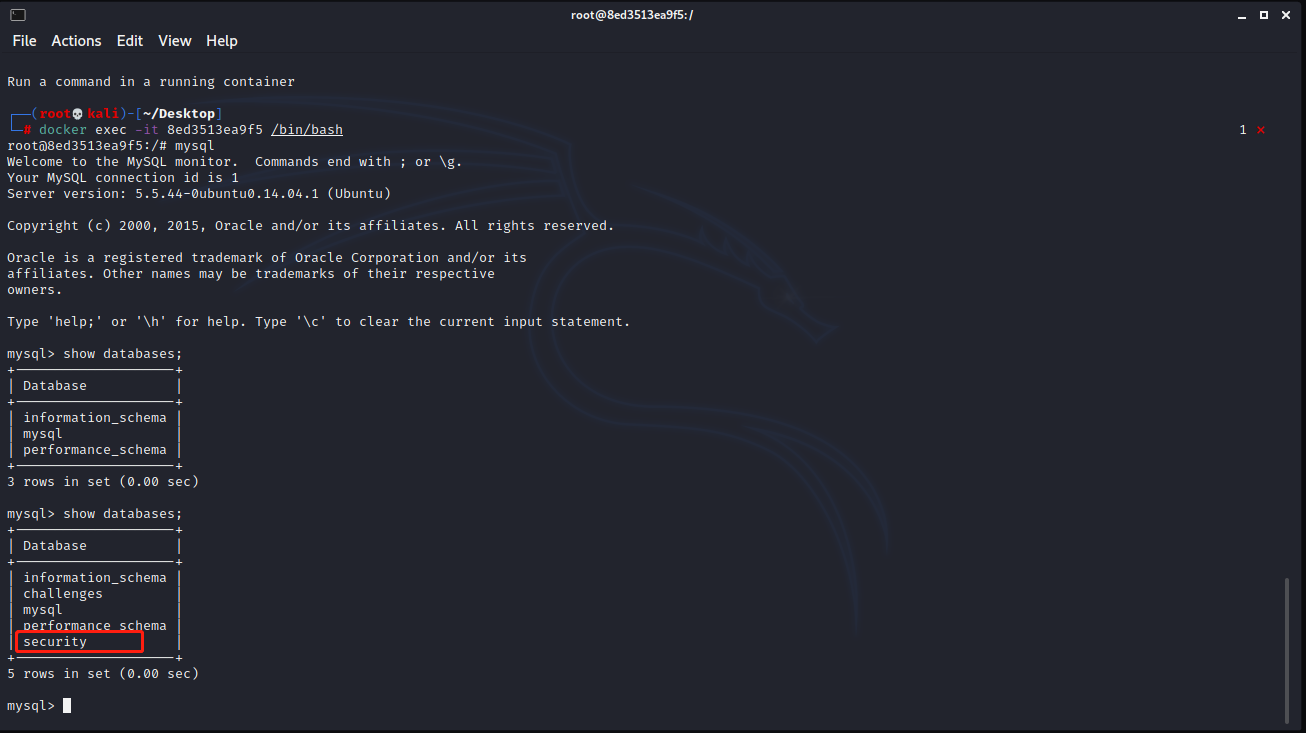 root@8ed3513ea9f5:/
File Actions Edit View Help
Run a command in a running container
(root💀kali)-[~/Desktop]
# docker exec -it 8ed3513ea9f5 /bin/bash 1 ⨯
root@8ed3513ea9f5:/# mysql
Welcome to the MySQL monitor.  Commands end with ; or \g.
Your MySQL connection id is 1
Server version: 5.5.44-0ubuntu0.14.04.1 (Ubuntu)
Copyright (c) 2000, 2015, Oracle and/or its affiliates. All rights reserved.
Oracle is a registered trademark of Oracle Corporation and/or its
affiliates. Other names may be trademarks of their respective
owners.
Type 'help;' or '\h' for help. Type '\c' to clear the current input statement.
mysql> show databases;
+--------------------+
| Database           |
+--------------------+
| information_schema |
| mysql              |
| performance_schema |
+--------------------+
3 rows in set (0.00 sec)
mysql> show databases;
+--------------------+
| Database           |
+--------------------+
| information_schema |
| challenges         |
| mysql              |
| performance_schema |
| security           |
+--------------------+
5 rows in set (0.00 sec)
mysql>